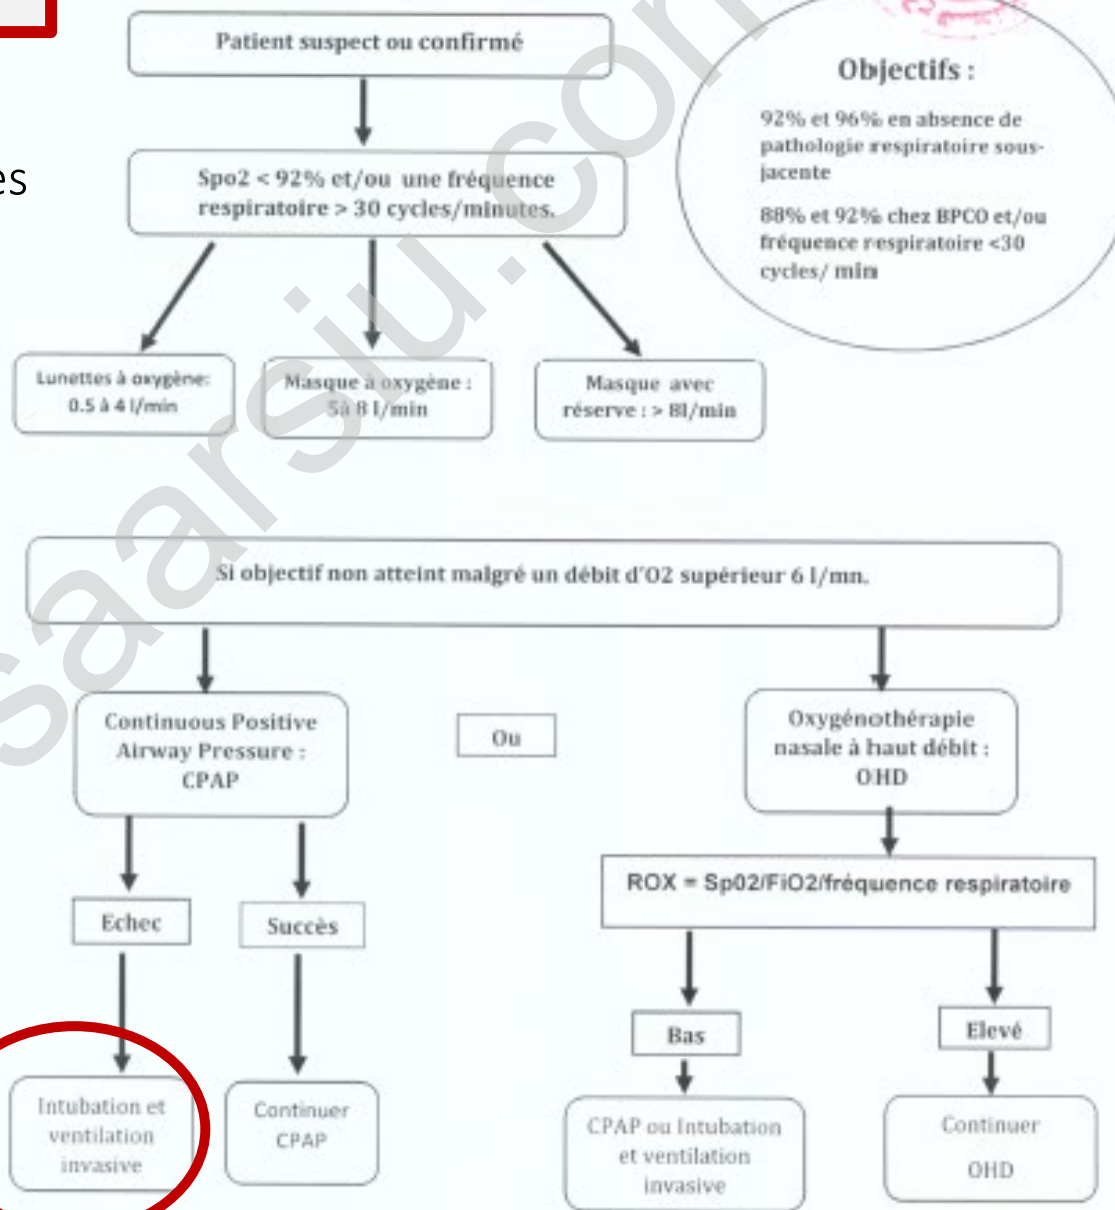 Patient suspect ou confirmé
Objectifs :
92% et 96% en absence de
pathologie respiratoire sous-
jacente
88% et 92% chez BPCO et/ou
fréquence respiratoire <30
cycles/ min
es
Spo2 < 92% et/ou une fréquence
respiratoire > 30 cycles/minutes.
Lunettes à oxygène:
0.5 à 4 l/min
Masque à oxygène :
5à 8 l/min
Masque avec
réserve : > 8l/min
Si objectif non atteint malgré un débit d'O2 supérieur 6 l/mn.
Continuous Positive
Airway Pressure :
CPAP
Ou
Oxygénothérapie
nasale à haut débit :
OHD
ROX = Sp02/FiO2/fréquence respiratoire
Echec
Succès
Bas
Elevé
Intubation et
ventilation
invasive
Continuer
CPAP
CPAP ou Intubation
et ventilation
invasive
Continuer
OHD
saarsiu.com